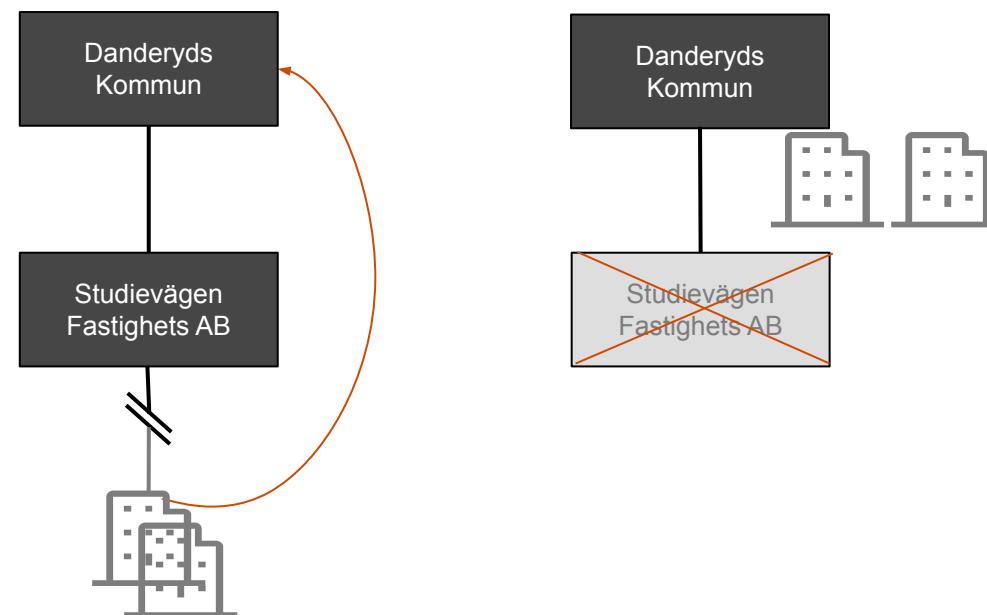 Danderyds
Kommun
Studievägen
Fastighets AB
Danderyds
Kommun
Studievägen
Fastighets AB